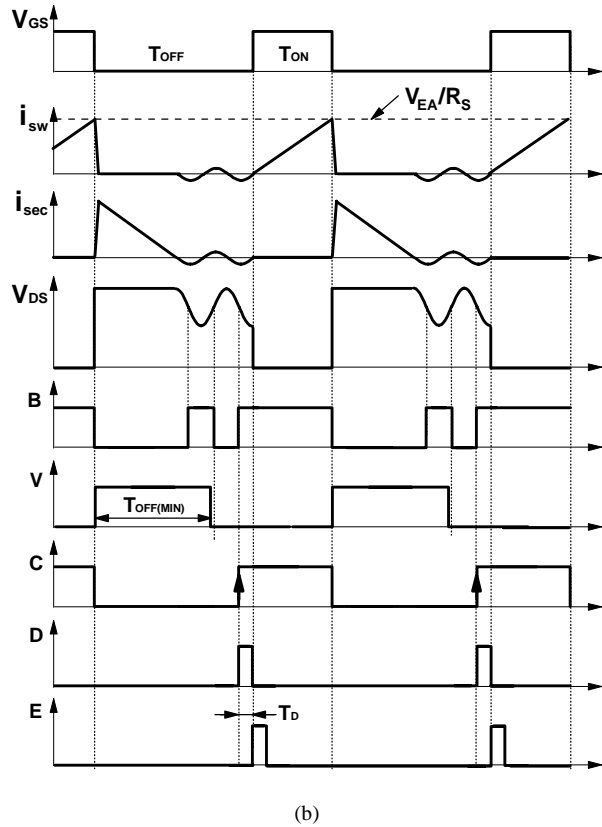 VGS
TOFF
TON
isw
VEA/RS
isec
VDS
B
V
TOFF(MIN)
C
D
E
TD
(b)